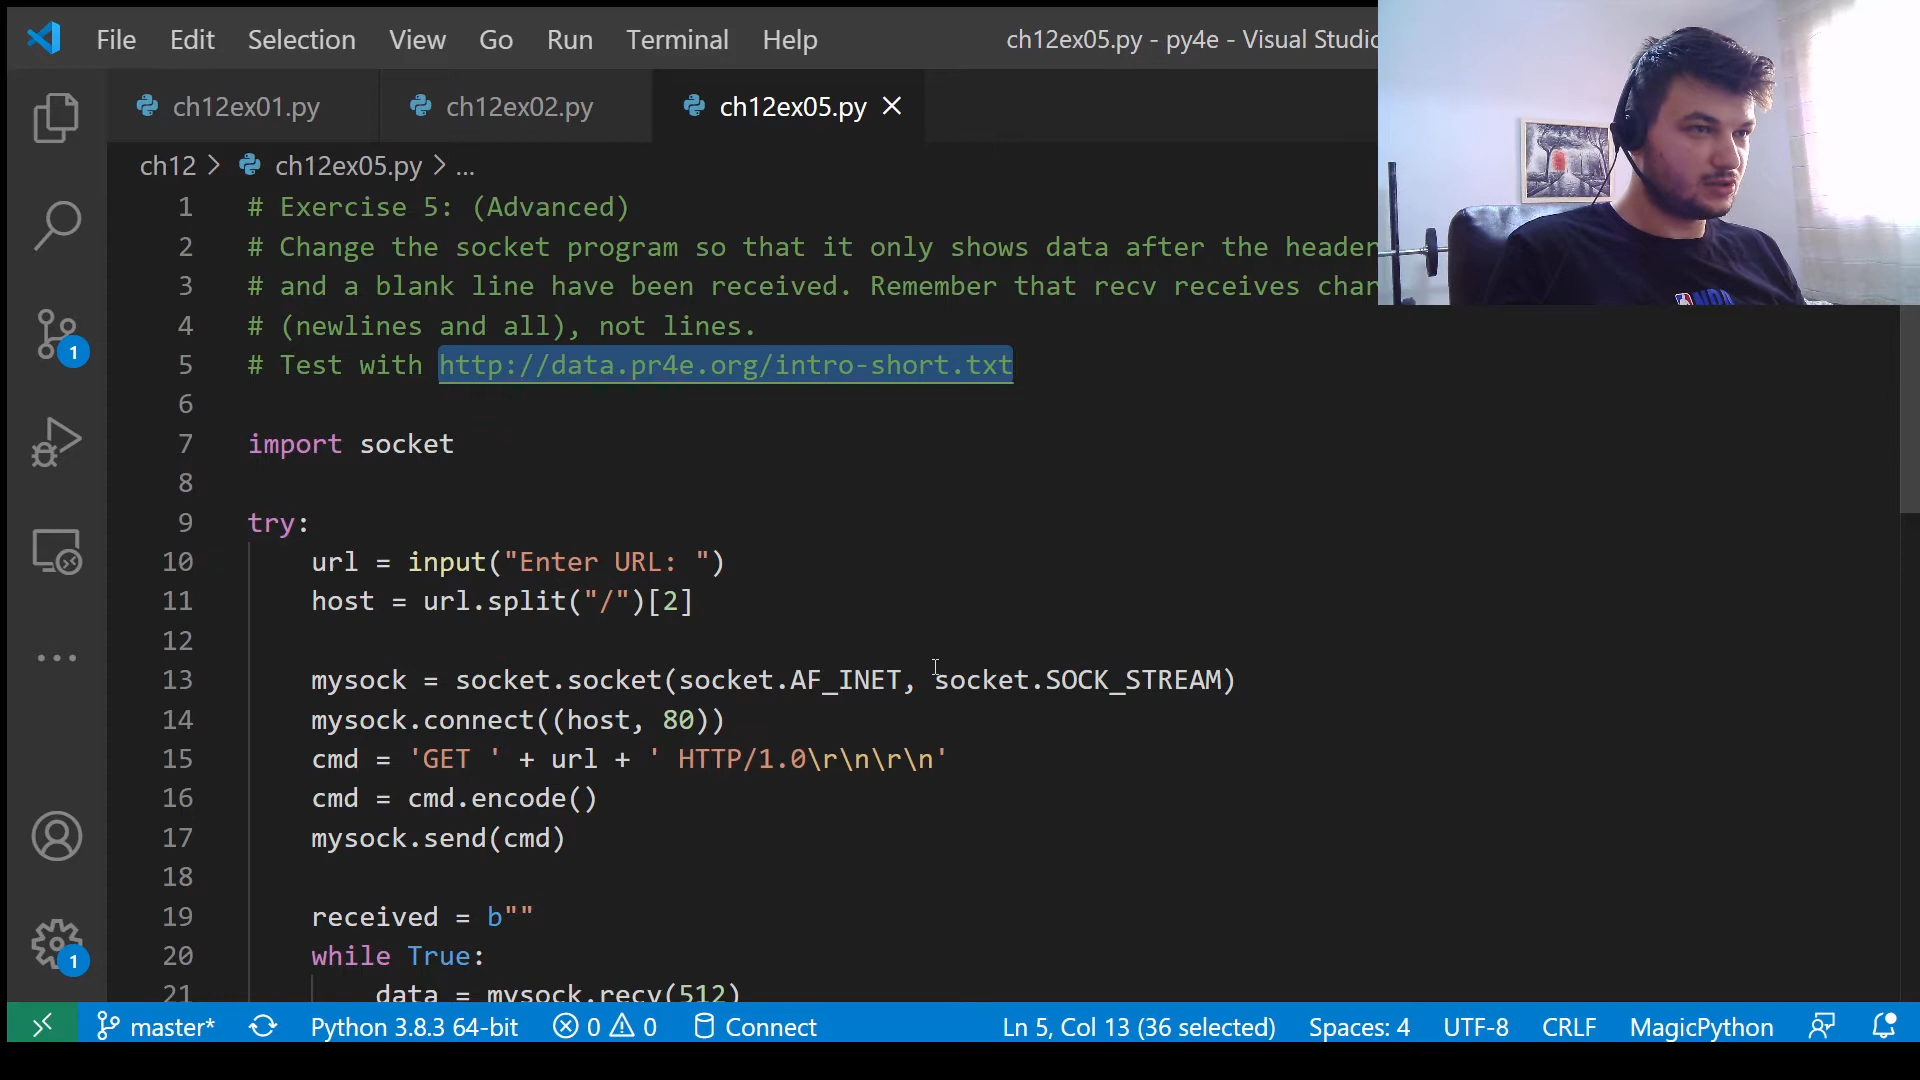 File Edit Selection View Go Run Terminal Help ch12ex05.py - py4e - Visual Studio
ch12ex01.py ch12ex02.py ch12ex05.py
ch12 > ch12ex05.py > ...
1 # Exercise 5: (Advanced)
2 # Change the socket program so that it only shows data after the header
3 # and a blank line have been received. Remember that recv receives char
4 # (newlines and all), not lines.
5 # Test with http://data.pr4e.org/intro-short.txt
6
7 import socket
8
9 try:
10 url = input("Enter URL: ")
11 host = url.split("/")[2]
12
13 mysock = socket.socket(socket.AF_INET, socket.SOCK_STREAM)
14 mysock.connect((host, 80))
15 cmd = 'GET ' + url + ' HTTP/1.0\r\n\r\n'
16 cmd = cmd.encode()
17 mysock.send(cmd)
18
19 received = b""
20 while True:
21 data = mysock.recv(512)
1
1
master* Python 3.8.3 64-bit 0 0 Connect Ln 5, Col 13 (36 selected) Spaces: 4 UTF-8 CRLF MagicPython